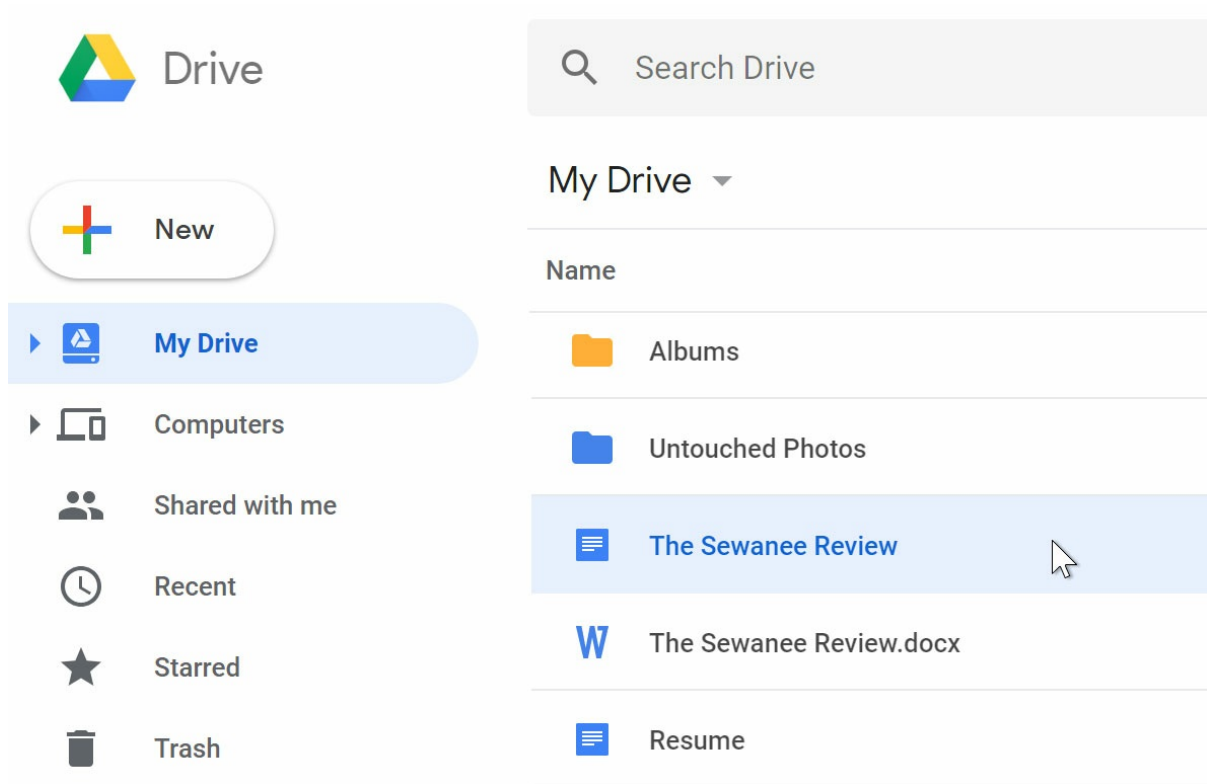 Drive
Search Drive
New
My Drive
Computers
Shared with me
Recent
Starred
Trash
My Drive
Name
Albums
Untouched Photos
The Sewanee Review
The Sewanee Review.docx
Resume